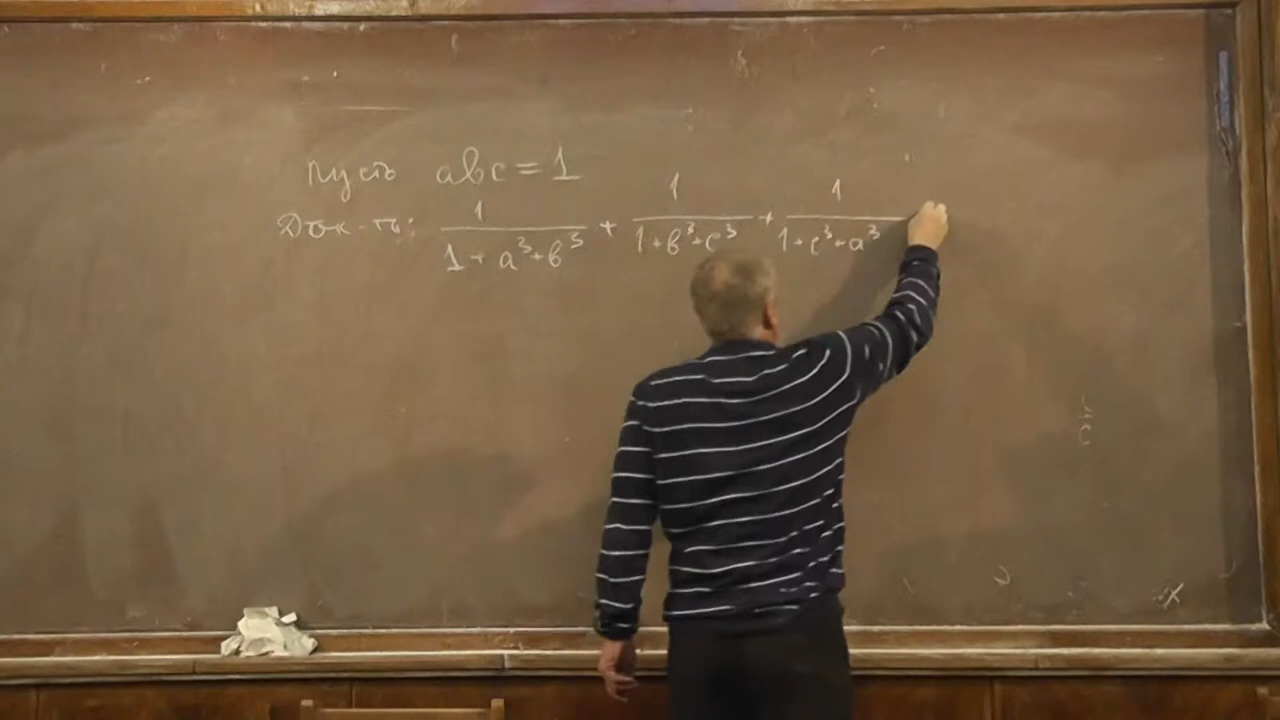 Пусть abc = 1
Док-ть: 1/(1+a³+b³) + 1/(1+b³+c³) + 1/(1+c³+a³)